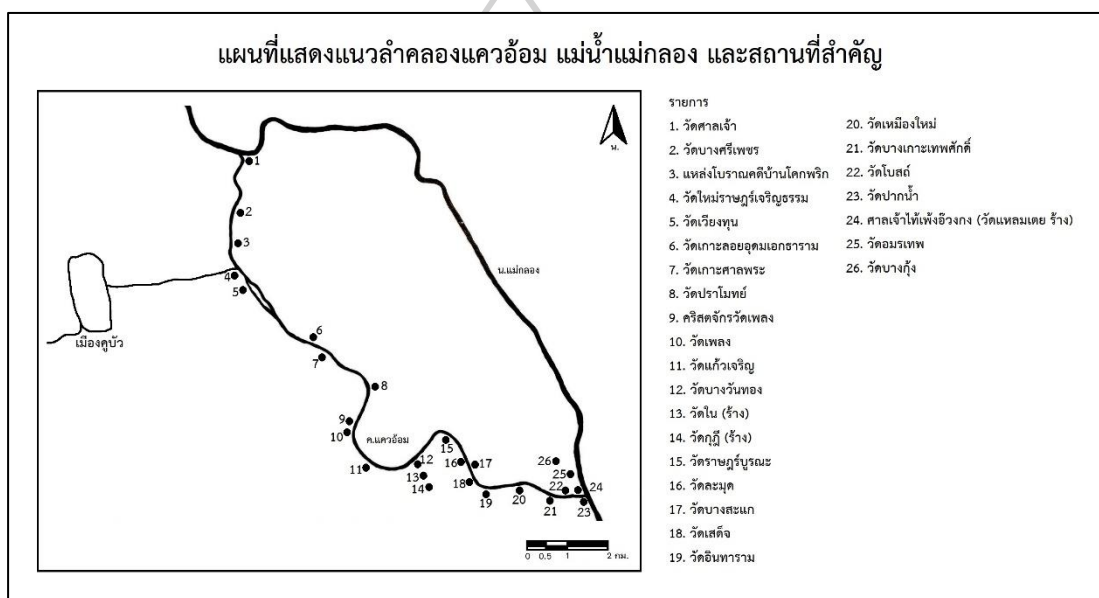 แผนที่แสดงแนวลำคลองแควอ้อม แม่น้ำแม่กลอง และสถานที่สำคัญ
พ.
น.แม่กลอง
เมืองคูบัว
ค.แควอ้อม
1
2
3
4
5
6
7
8
9
10
11
12
13
14
15
16
17
18
19
20
21
22
23
24
25
26
0 0.5 1 2 กม.
รายการ
1. วัดศาลเจ้า
2. วัดบางศรีเพชร
3. แหล่งโบราณคดีบ้านโคกพริก
4. วัดใหม่ราษฎร์เจริญธรรม
5. วัดเวียงทุน
6. วัดเกาะลอยอุดมเอกธาราม
7. วัดเกาะศาลพระ
8. วัดปราโมทย์
9. คริสตจักรวัดเพลง
10. วัดเพลง
11. วัดแก้วเจริญ
12. วัดบางวันทอง
13. วัดใน (ร้าง)
14. วัดกุฎี (ร้าง)
15. วัดราษฎร์บูรณะ
16. วัดละมุด
17. วัดบางสะแก
18. วัดเสด็จ
19. วัดอินทาราม
20. วัดเหมืองใหม่
21. วัดบางเกาะเทพศักดิ์
22. วัดโบสถ์
23. วัดปากน้ำ
24. ศาลเจ้าไท้เพ้งอ๊วงกง (วัดแหลมเตย ร้าง)
25. วัดอมรเทพ
26. วัดบางกุ้ง